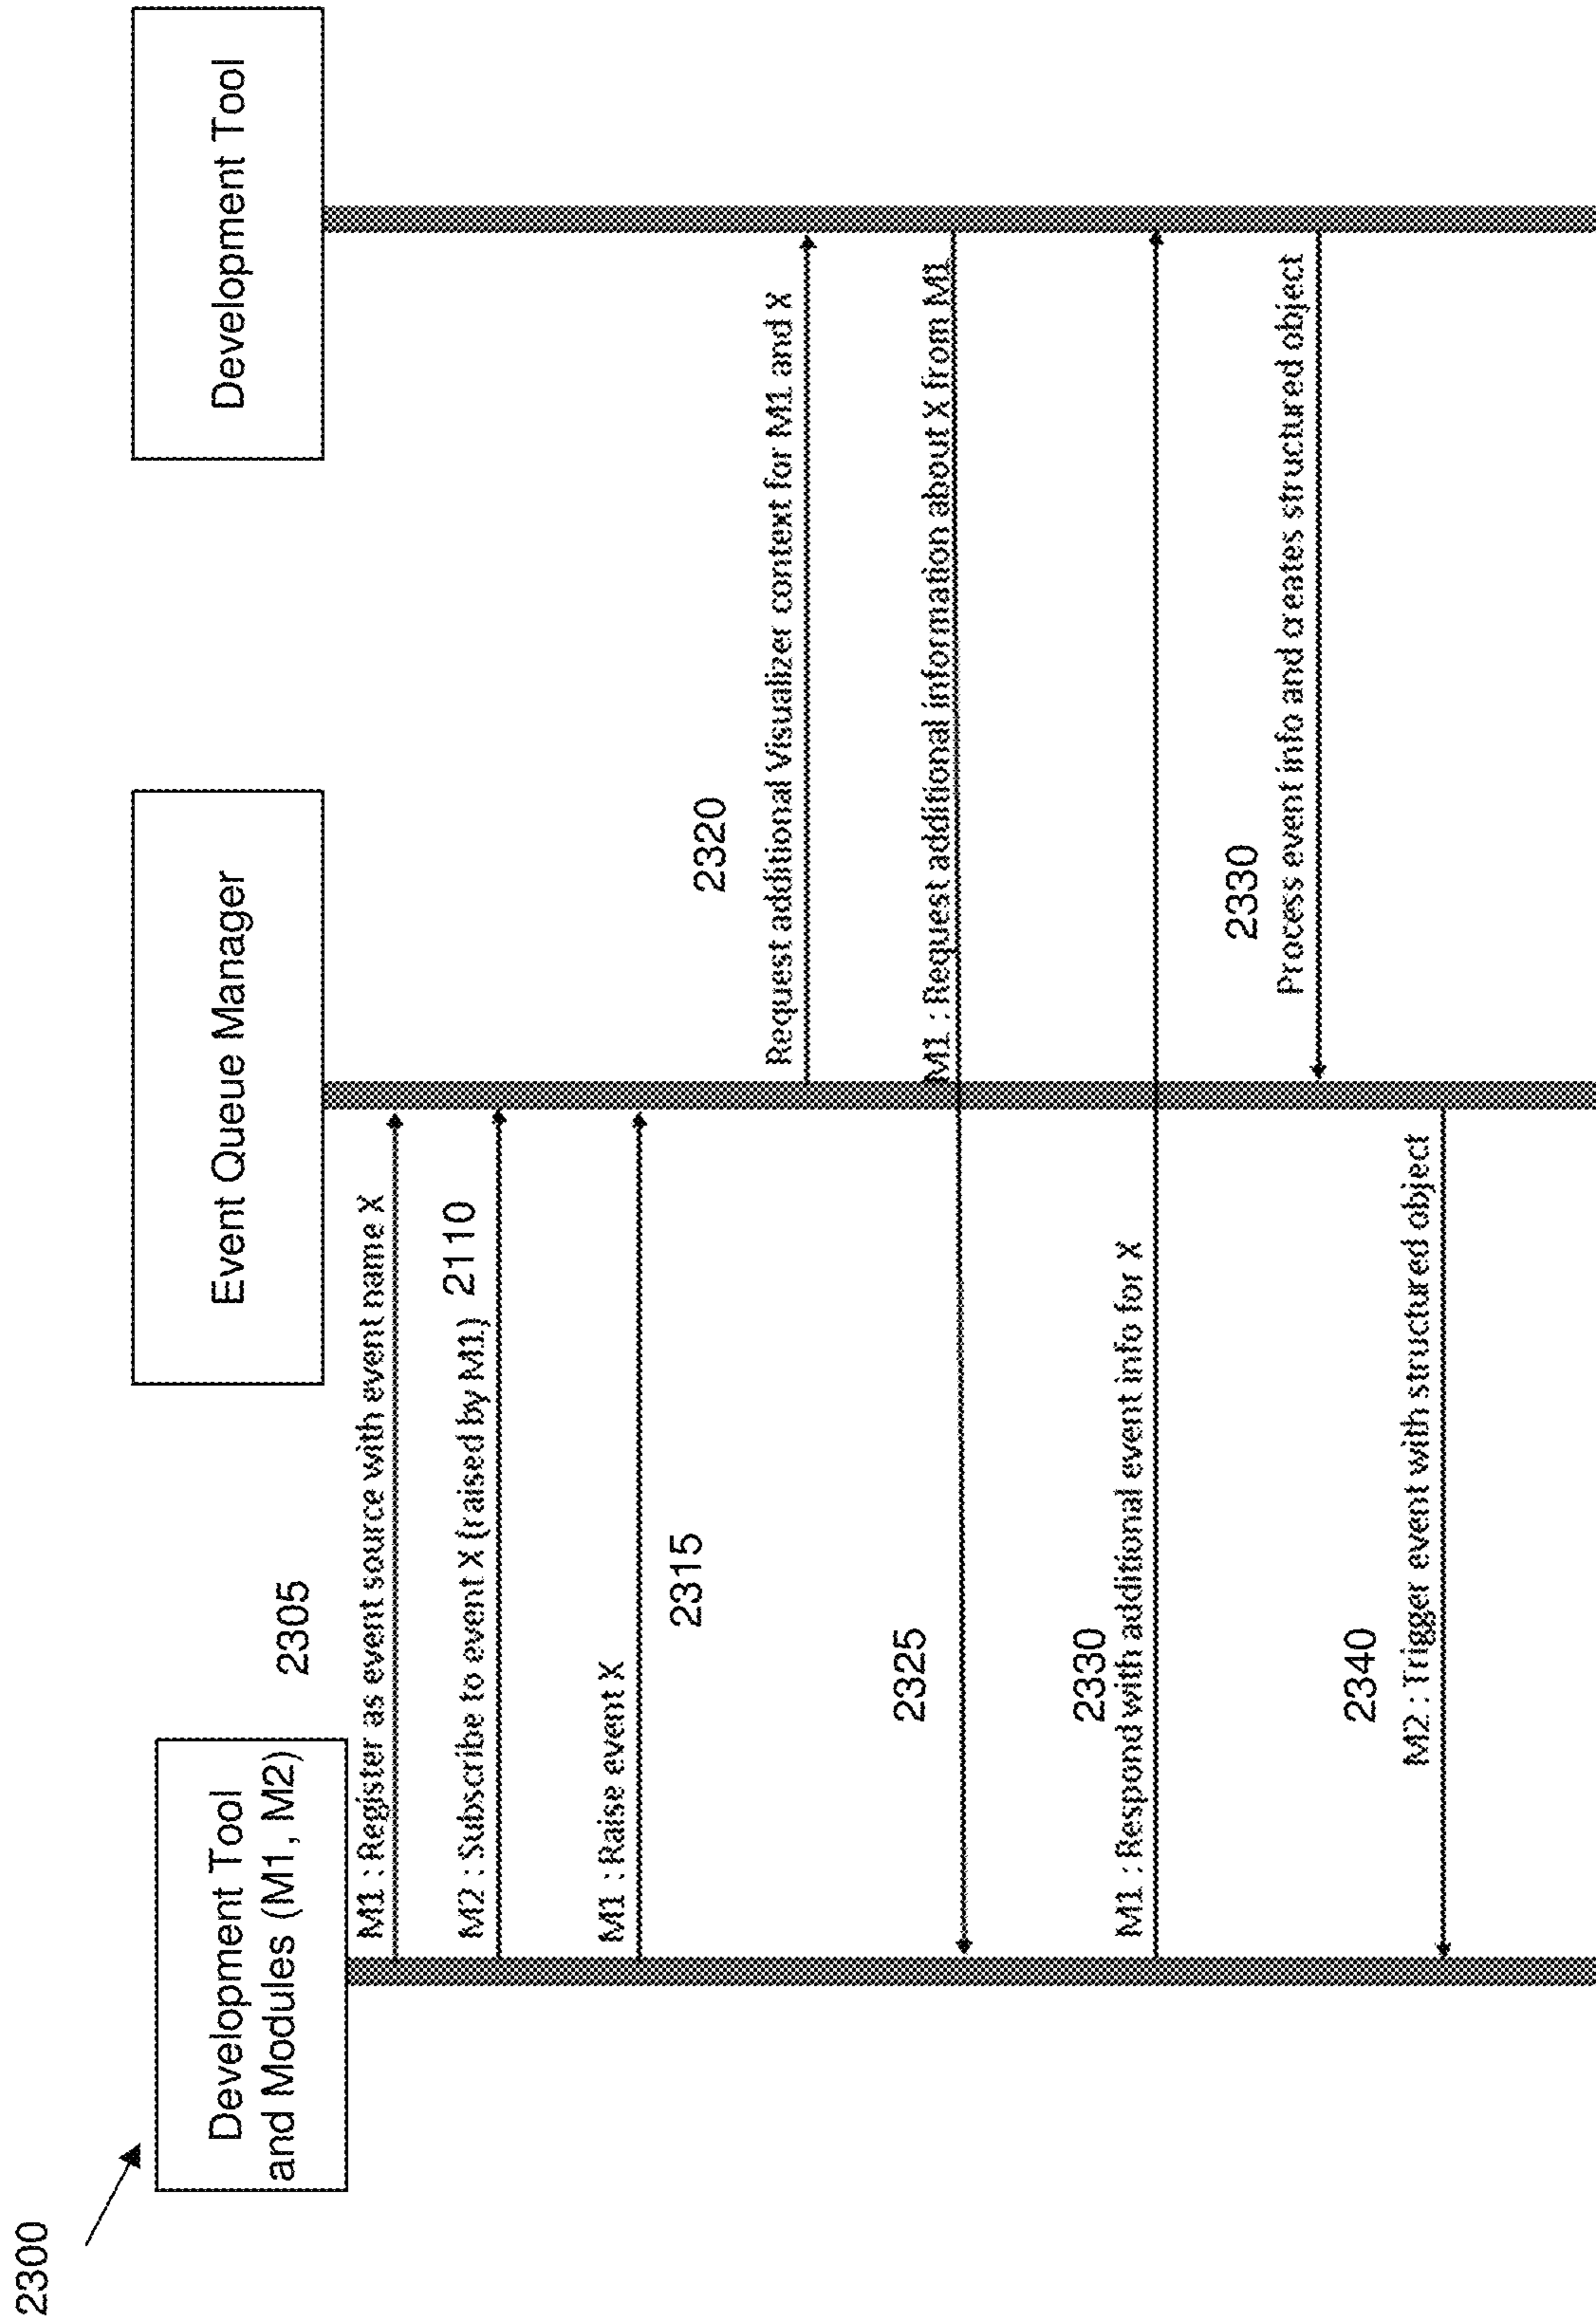 2300
Development Tool
and Modules (M1, M2)
Event Queue Manager
Development Tool
2305
M1 : Register as event source with event name X
M2 : Subscribe to event X (raised by M1)
2110
M1 : Raise event X
2315
2320
Request additional Visualizer context for M1 and X
2325
M1 : Request additional information about X from M1
2330
M1 : Respond with additional event info for X
2330
Process event info and creates structured object
2340
M2 : Trigger event with structured object